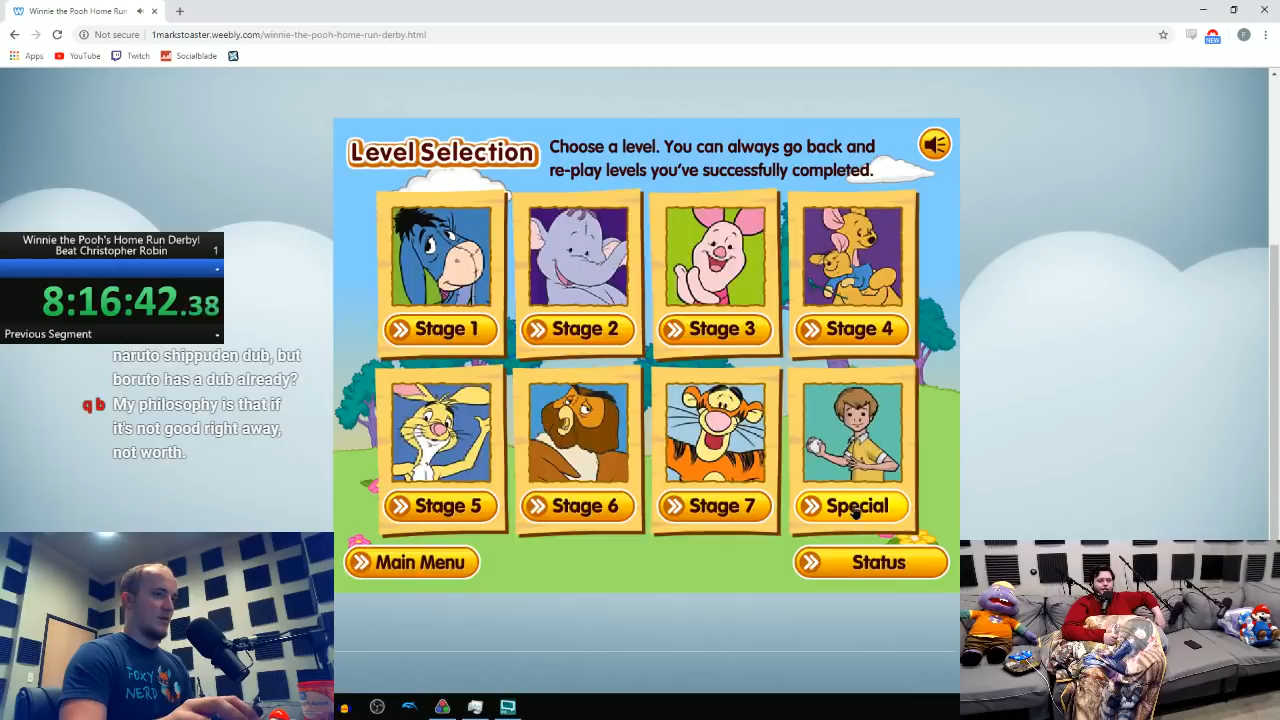 Winnie the Pooh Home Run
Not secure
1markstoaster.weebly.com/winnie-the-pooh-home-run-derby.html
NEW
F
Apps
YouTube
Twitch
Socialblade
Level Selection
Choose a level. You can always go back and
re-play levels you've successfully completed.
Winnie the Pooh's Home Run Derby!
Beat Christopher Robin 1
-
8:16:42.38
Previous Segment -
naruto shippuden dub, but
boruto has a dub already?
q b My philosophy is that if
it's not good right away,
not worth.
Stage 1
Stage 2
Stage 3
Stage 4
Stage 5
Stage 6
Stage 7
Special
Main Menu
Status
FOXY
NERD